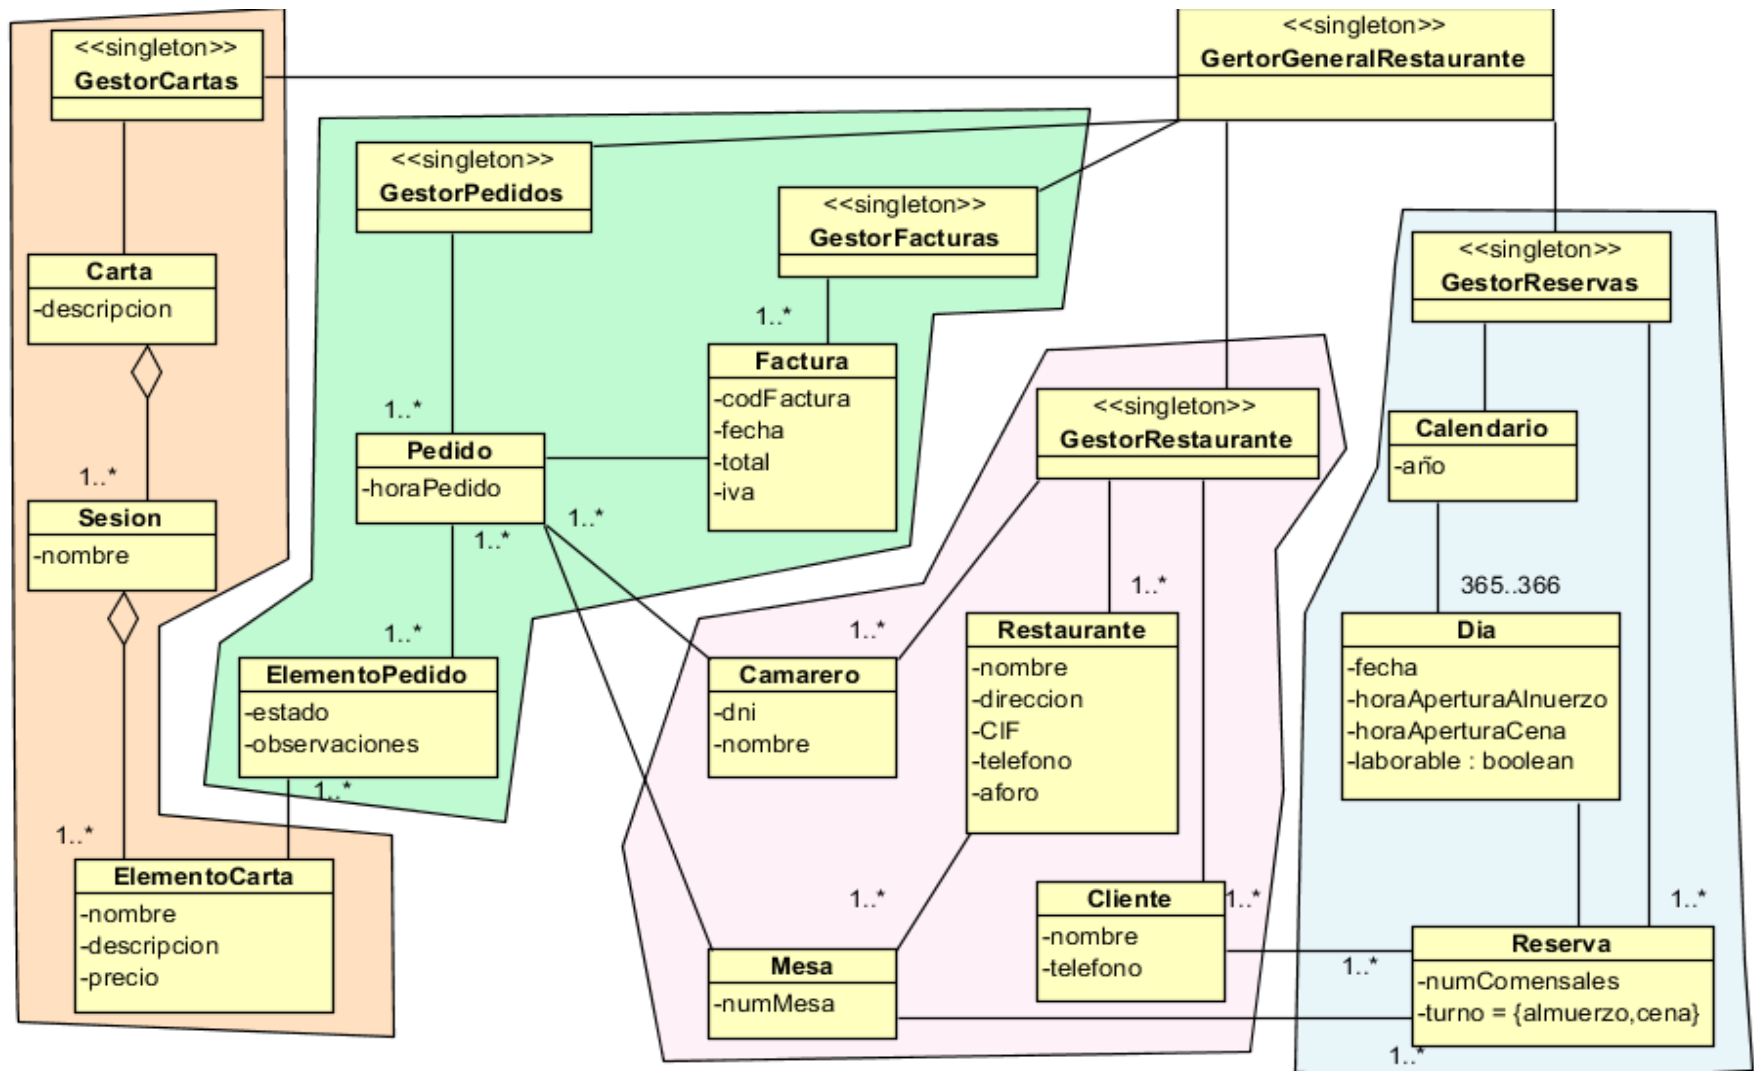 <<singleton>>
GestorCartas
<<singleton>>
GertorGeneralRestaurante
<<singleton>>
GestorPedidos
<<singleton>>
GestorFacturas
<<singleton>>
GestorReservas
Carta
-descripcion
1..*
Factura
-codFactura
-fecha
-total
-iva
<<singleton>>
GestorRestaurante
1..*
Pedido
-horaPedido
Calendario
-año
1..*
Sesion
-nombre
1..*
1..*
1..*
365..366
1..*
1..*
ElementoPedido
-estado
-observaciones
Camarero
-dni
-nombre
Restaurante
-nombre
-direccion
-CIF
-telefono
-aforo
Dia
-fecha
-horaAperturaAlnuerzo
-horaAperturaCena
-laborable : boolean
1..*
1..*
ElementoCarta
-nombre
-descripcion
-precio
1..*
Cliente
-nombre
-telefono
1..*
1..*
Mesa
-numMesa
1..*
Reserva
-numComensales
-turno = {almuerzo,cena}
1..*